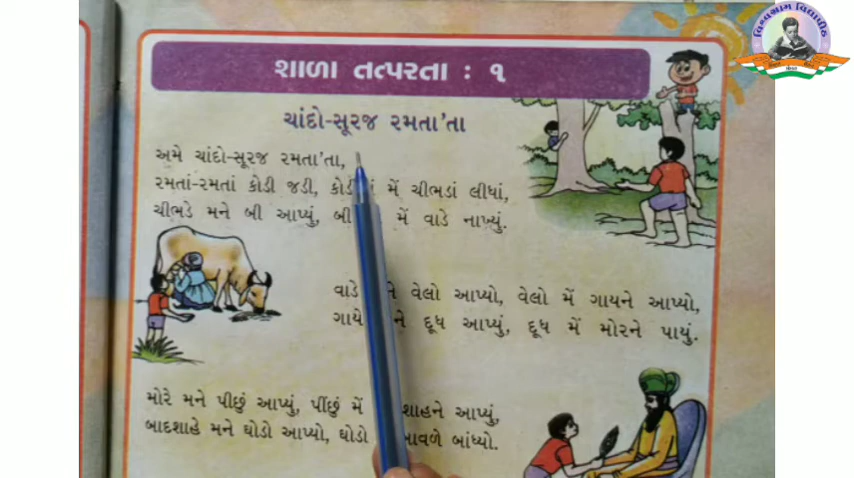 વિશ્વગ્રામ વિદ્યાપીઠ
શાળા તત્પરતા : ૧
ચાંદો-સૂરજ રમતા'તા
અમે ચાંદો-સૂરજ રમતા'તા,
રમતાં-રમતાં કોડી જડી, મેં ચીભડાં લીધાં,
ચીભડે મને બી આપ્યું, બી મેં વાડે નાખ્યું.
વાડે વેલો આપ્યો, વેલો મેં ગાયને આપ્યો,
ગાયે દૂધ આપ્યું, દૂધ મેં મોરને પાયું.
મોરે મને પીછું આપ્યું, પીંછું મેં આપ્યું,
બાદશાહે મને ઘોડો આપ્યો, ઘોડો બાંધ્યો.